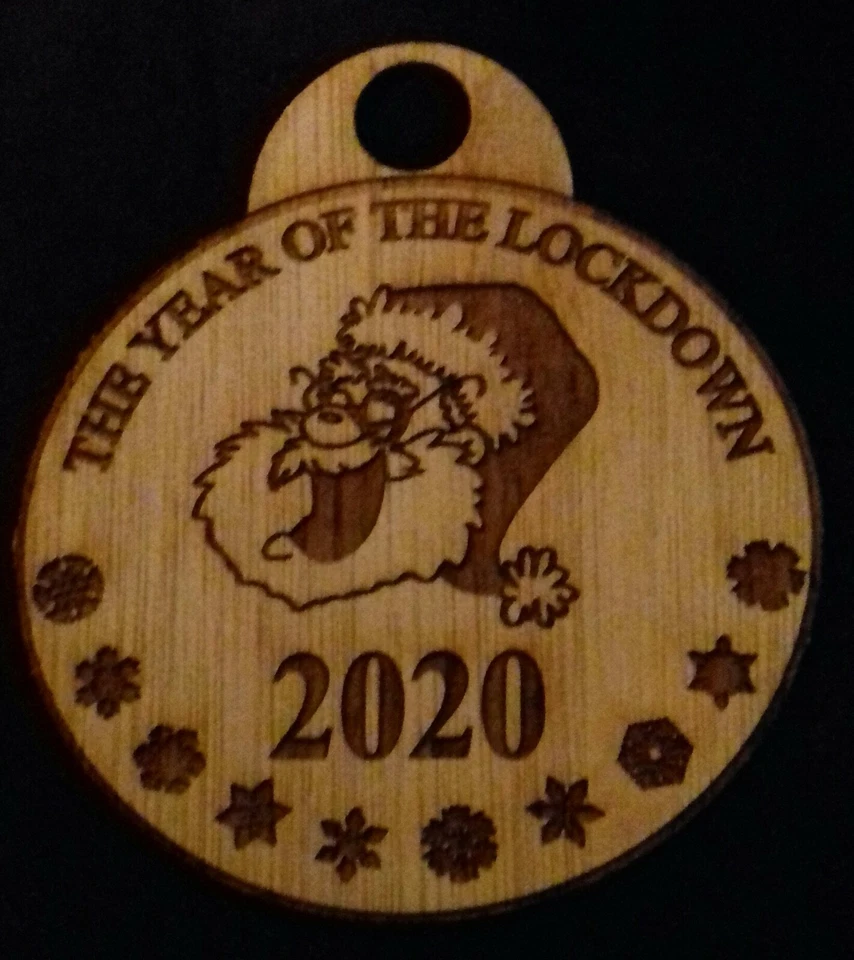 THE YEAR OF THE LOCKDOWN
2020